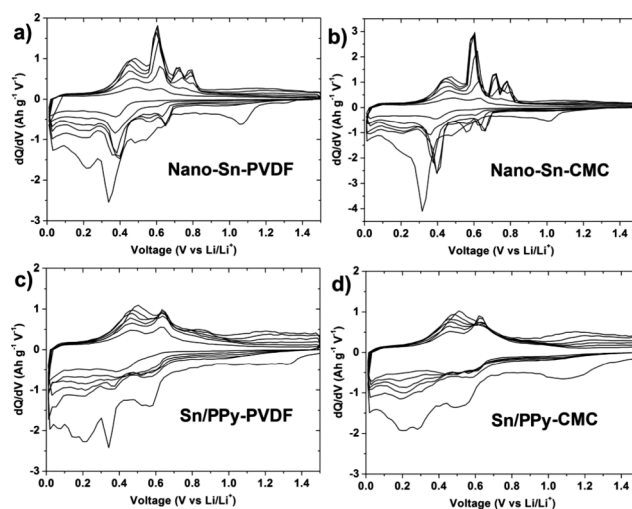 a)
dQ/dV (Ah g⁻¹ V⁻¹)
2
1
0
-1
-2
-3
Nano-Sn-PVDF
0.0 0.2 0.4 0.6 0.8 1.0 1.2 1.4
Voltage (V vs Li/Li⁺)
b)
dQ/dV (Ah g⁻¹ V⁻¹)
3
2
1
0
-1
-2
-3
-4
Nano-Sn-CMC
0.0 0.2 0.4 0.6 0.8 1.0 1.2 1.4
Voltage (V vs Li/Li⁺)
c)
dQ/dV (Ah g⁻¹ V⁻¹)
2
1
0
-1
-2
-3
Sn/PPy-PVDF
0.0 0.2 0.4 0.6 0.8 1.0 1.2 1.4
Voltage (V vs Li/Li⁺)
d)
dQ/dV (Ah g⁻¹ V⁻¹)
2
1
0
-1
-2
-3
Sn/PPy-CMC
0.0 0.2 0.4 0.6 0.8 1.0 1.2 1.4
Voltage (V vs Li/Li⁺)